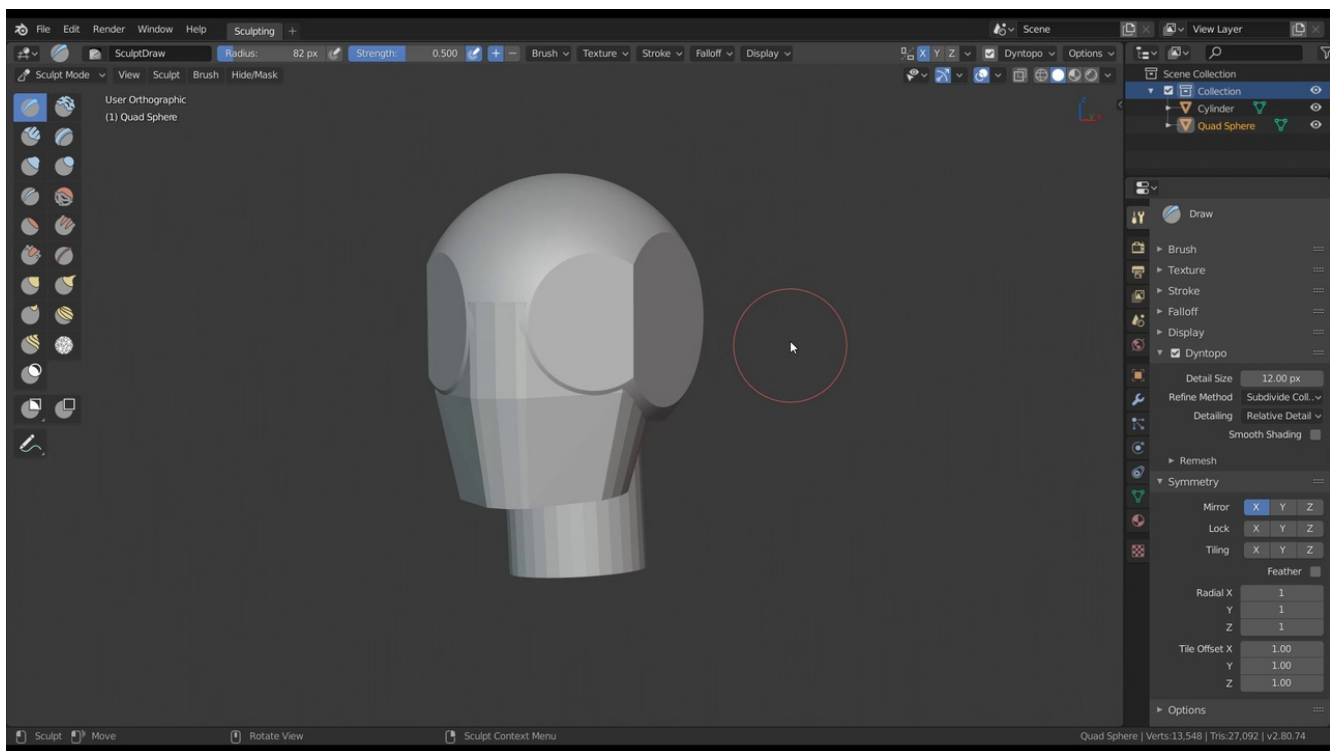 File Edit Render Window Help Sculpting + Scene View Layer
SculptDraw Radius: 82 px Strength: 0.500 + − Brush Texture Stroke Falloff Display X Y Z Dyntopo Options
Sculpt Mode View Sculpt Brush Hide/Mask
User Orthographic
(1) Quad Sphere
Scene Collection
Collection
Cylinder
Quad Sphere
Draw
Brush
Texture
Stroke
Falloff
Display
Dyntopo
Detail Size 12.00 px
Refine Method Subdivide Coll..
Detailing Relative Detail
Smooth Shading
Remesh
Symmetry
Mirror X Y Z
Lock X Y Z
Tiling X Y Z
Feather
Radial X 1
Y 1
Z 1
Tile Offset X 1.00
Y 1.00
Z 1.00
Options
Sculpt Move Rotate View Sculpt Context Menu Quad Sphere | Verts:13,548 | Tris:27,092 | v2.80.74